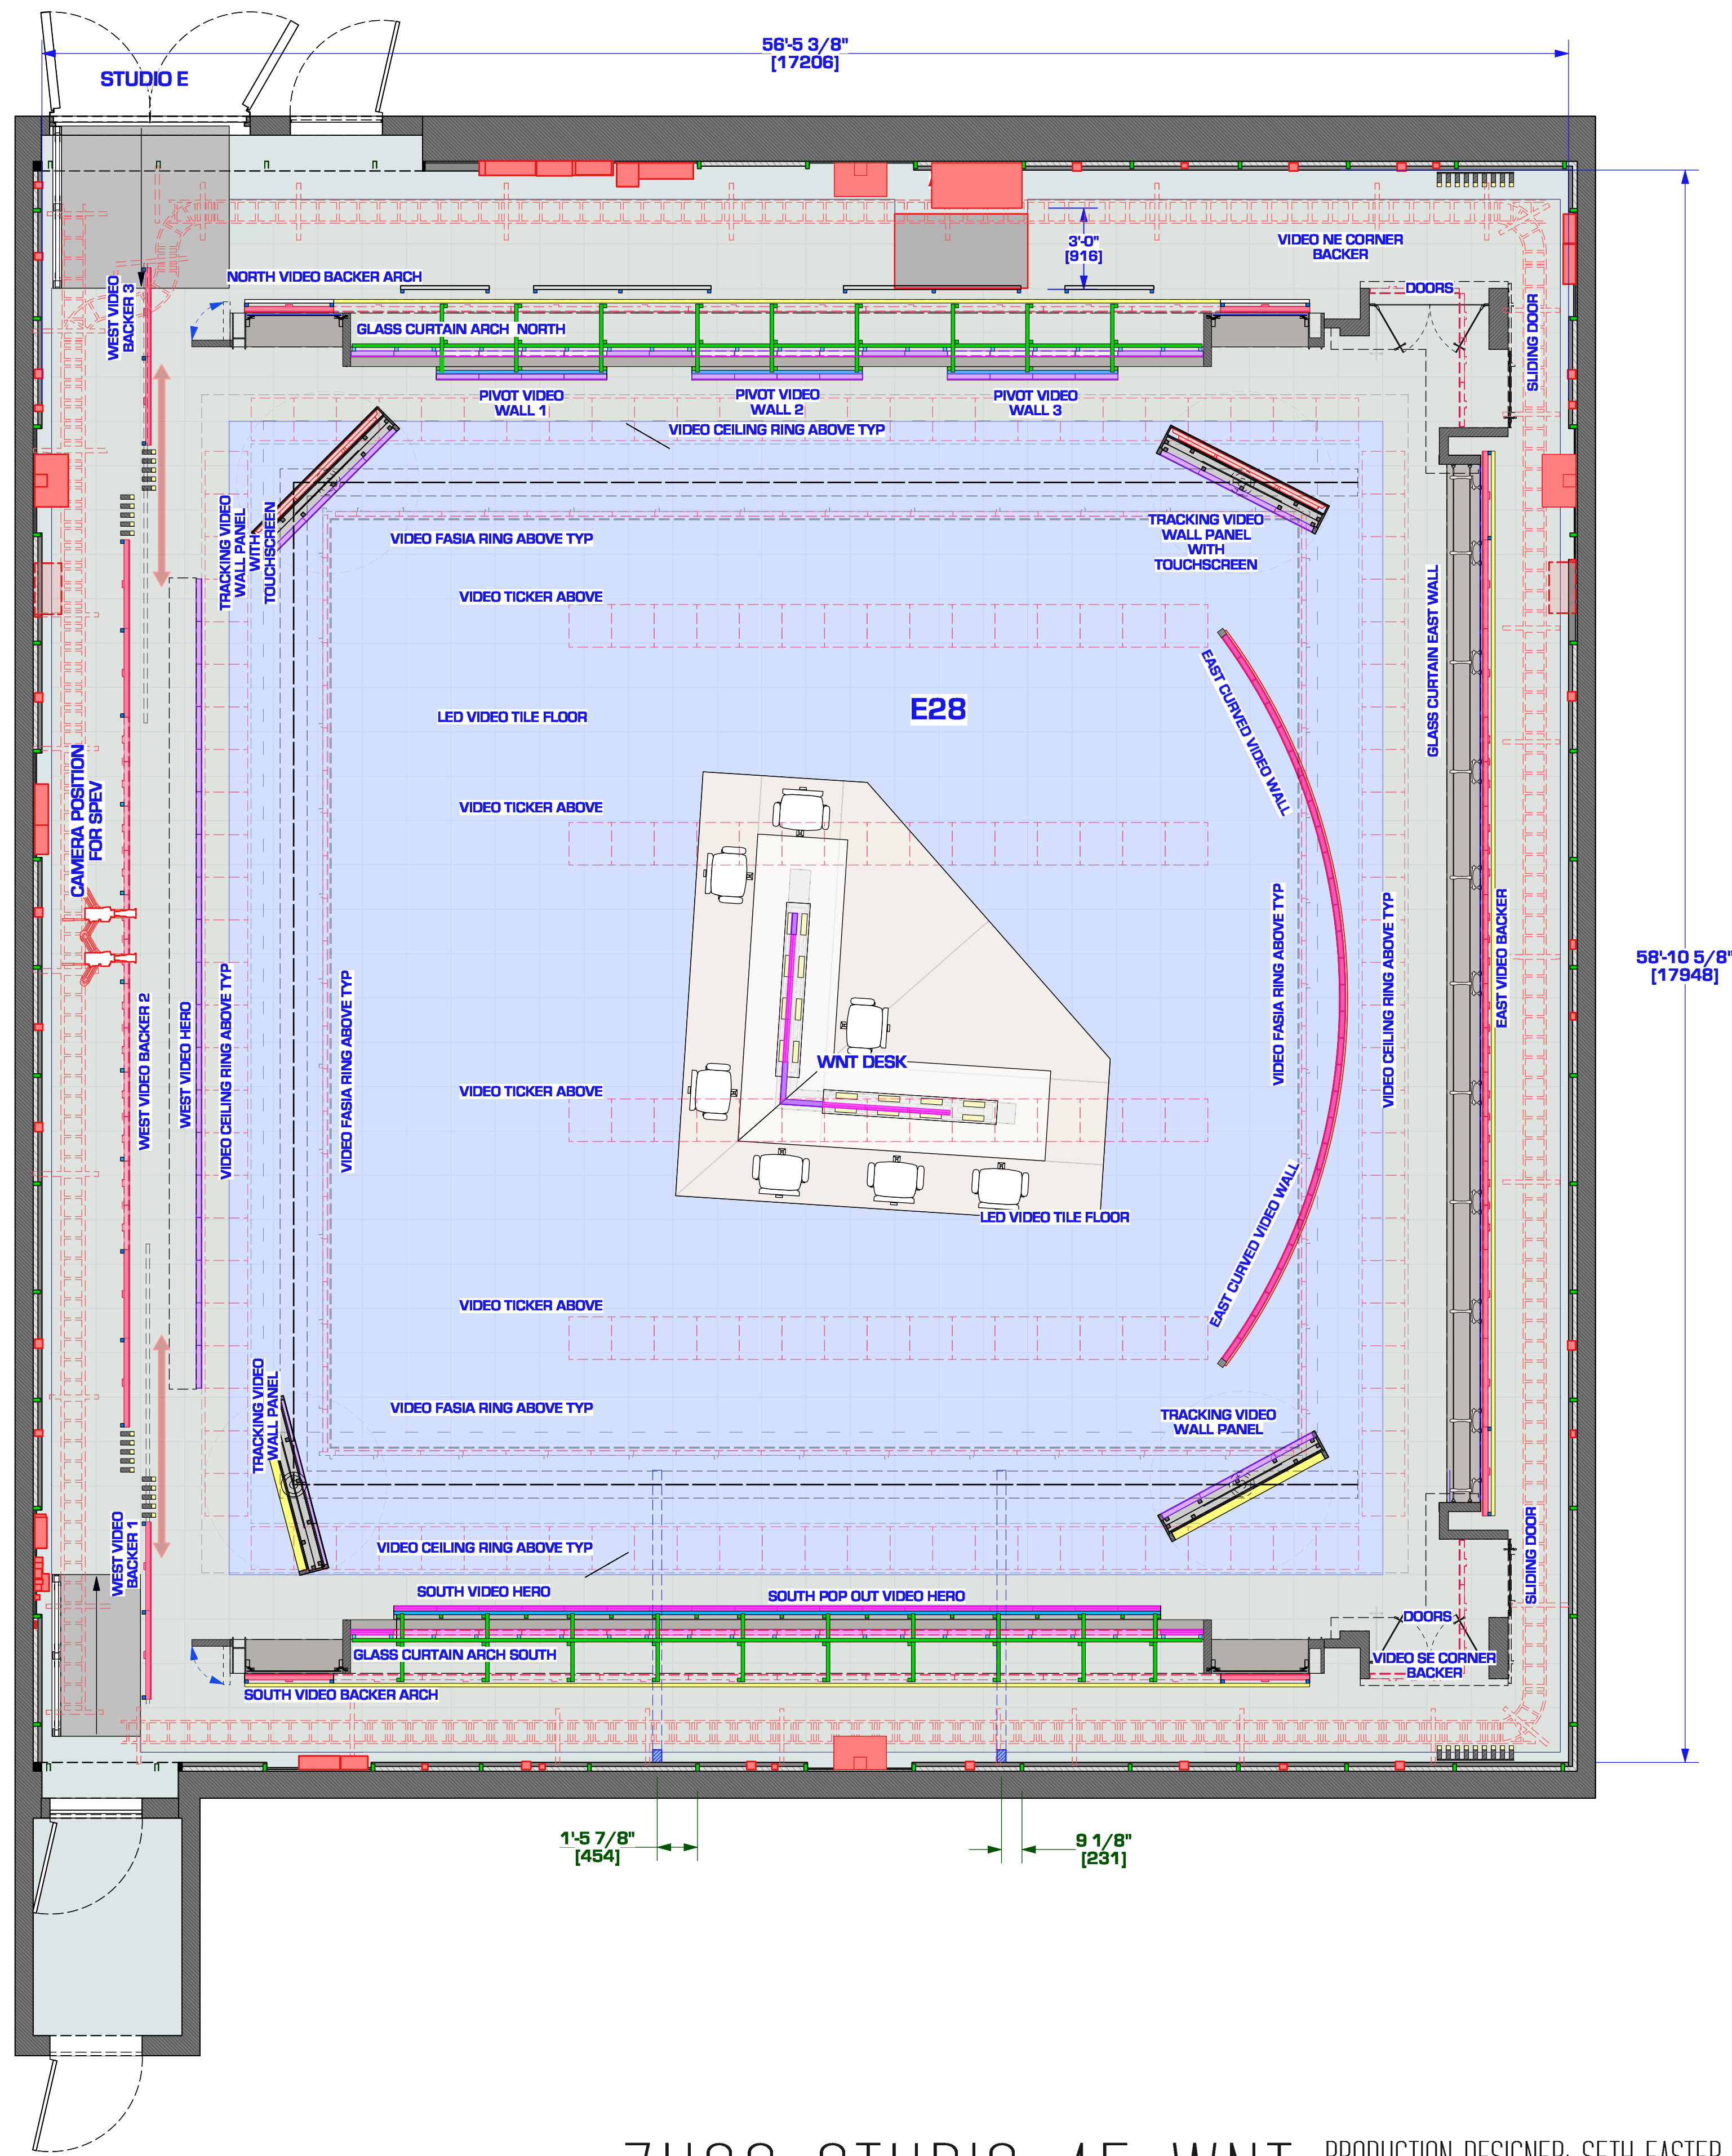 56'-5 3/8"
[17206]
STUDIO E
3'-0"
[916]
VIDEO NE CORNER
BACKER
NORTH VIDEO BACKER ARCH
WEST VIDEO
BACKER 3
DOORS
SLIDING DOOR
GLASS CURTAIN ARCH NORTH
PIVOT VIDEO
WALL 1
PIVOT VIDEO
WALL 2
PIVOT VIDEO
WALL 3
VIDEO CEILING RING ABOVE TYP
TRACKING VIDEO
WALL PANEL
WITH
TOUCHSCREEN
VIDEO FASIA RING ABOVE TYP
TRACKING VIDEO
WALL PANEL
WITH
TOUCHSCREEN
VIDEO TICKER ABOVE
GLASS CURTAIN EAST WALL
EAST CURVED VIDEO WALL
E28
LED VIDEO TILE FLOOR
CAMERA POSITION
FOR SPEV
VIDEO TICKER ABOVE
VIDEO FASIA RING ABOVE TYP
VIDEO CEILING RING ABOVE TYP
EAST VIDEO BACKER
58'-10 5/8"
[17948]
WEST VIDEO BACKER 2
WEST VIDEO HERO
VIDEO CEILING RING ABOVE TYP
VIDEO FASIA RING ABOVE TYP
WNT DESK
VIDEO TICKER ABOVE
LED VIDEO TILE FLOOR
EAST CURVED VIDEO WALL
VIDEO TICKER ABOVE
TRACKING VIDEO
WALL PANEL
VIDEO FASIA RING ABOVE TYP
TRACKING VIDEO
WALL PANEL
WEST VIDEO
BACKER 1
VIDEO CEILING RING ABOVE TYP
SLIDING DOOR
SOUTH VIDEO HERO
SOUTH POP OUT VIDEO HERO
DOORS
GLASS CURTAIN ARCH SOUTH
VIDEO SE CORNER
BACKER
SOUTH VIDEO BACKER ARCH
1'-5 7/8"
[454]
9 1/8"
[231]
STUDIO 4E WNT
PRODUCTION DESIGNER: SETH EASTER